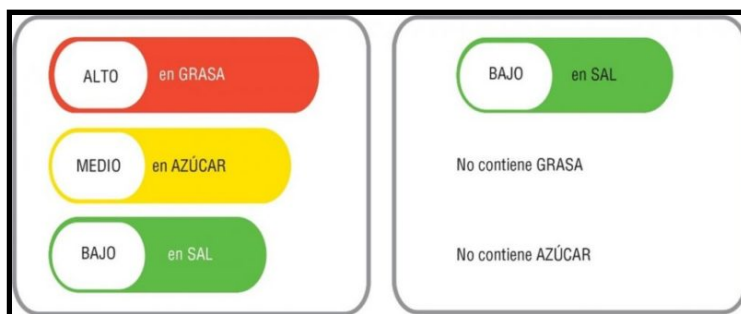 ALTO en GRASA
MEDIO en AZÚCAR
BAJO en SAL
BAJO en SAL
No contiene GRASA
No contiene AZÚCAR